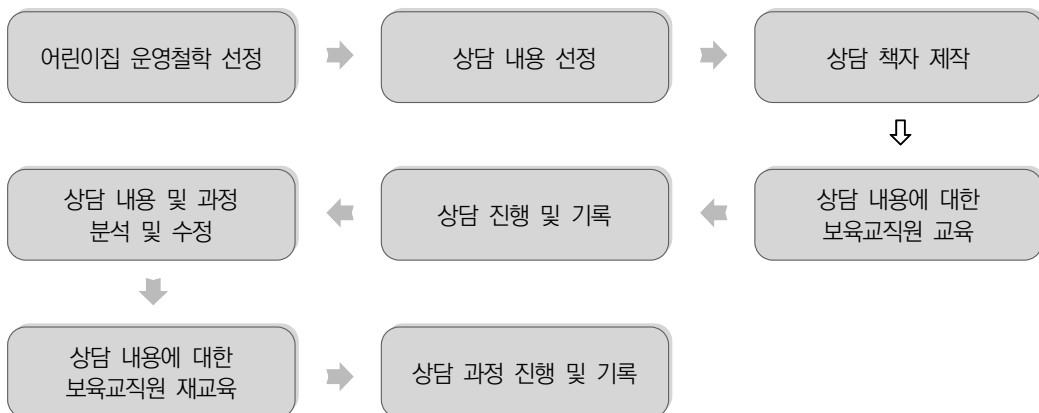 어린이집 운영철학 선정
상담 내용 선정
상담 책자 제작
상담 내용에 대한
보육교직원 교육
상담 진행 및 기록
상담 내용 및 과정
분석 및 수정
상담 내용에 대한
보육교직원 재교육
상담 과정 진행 및 기록